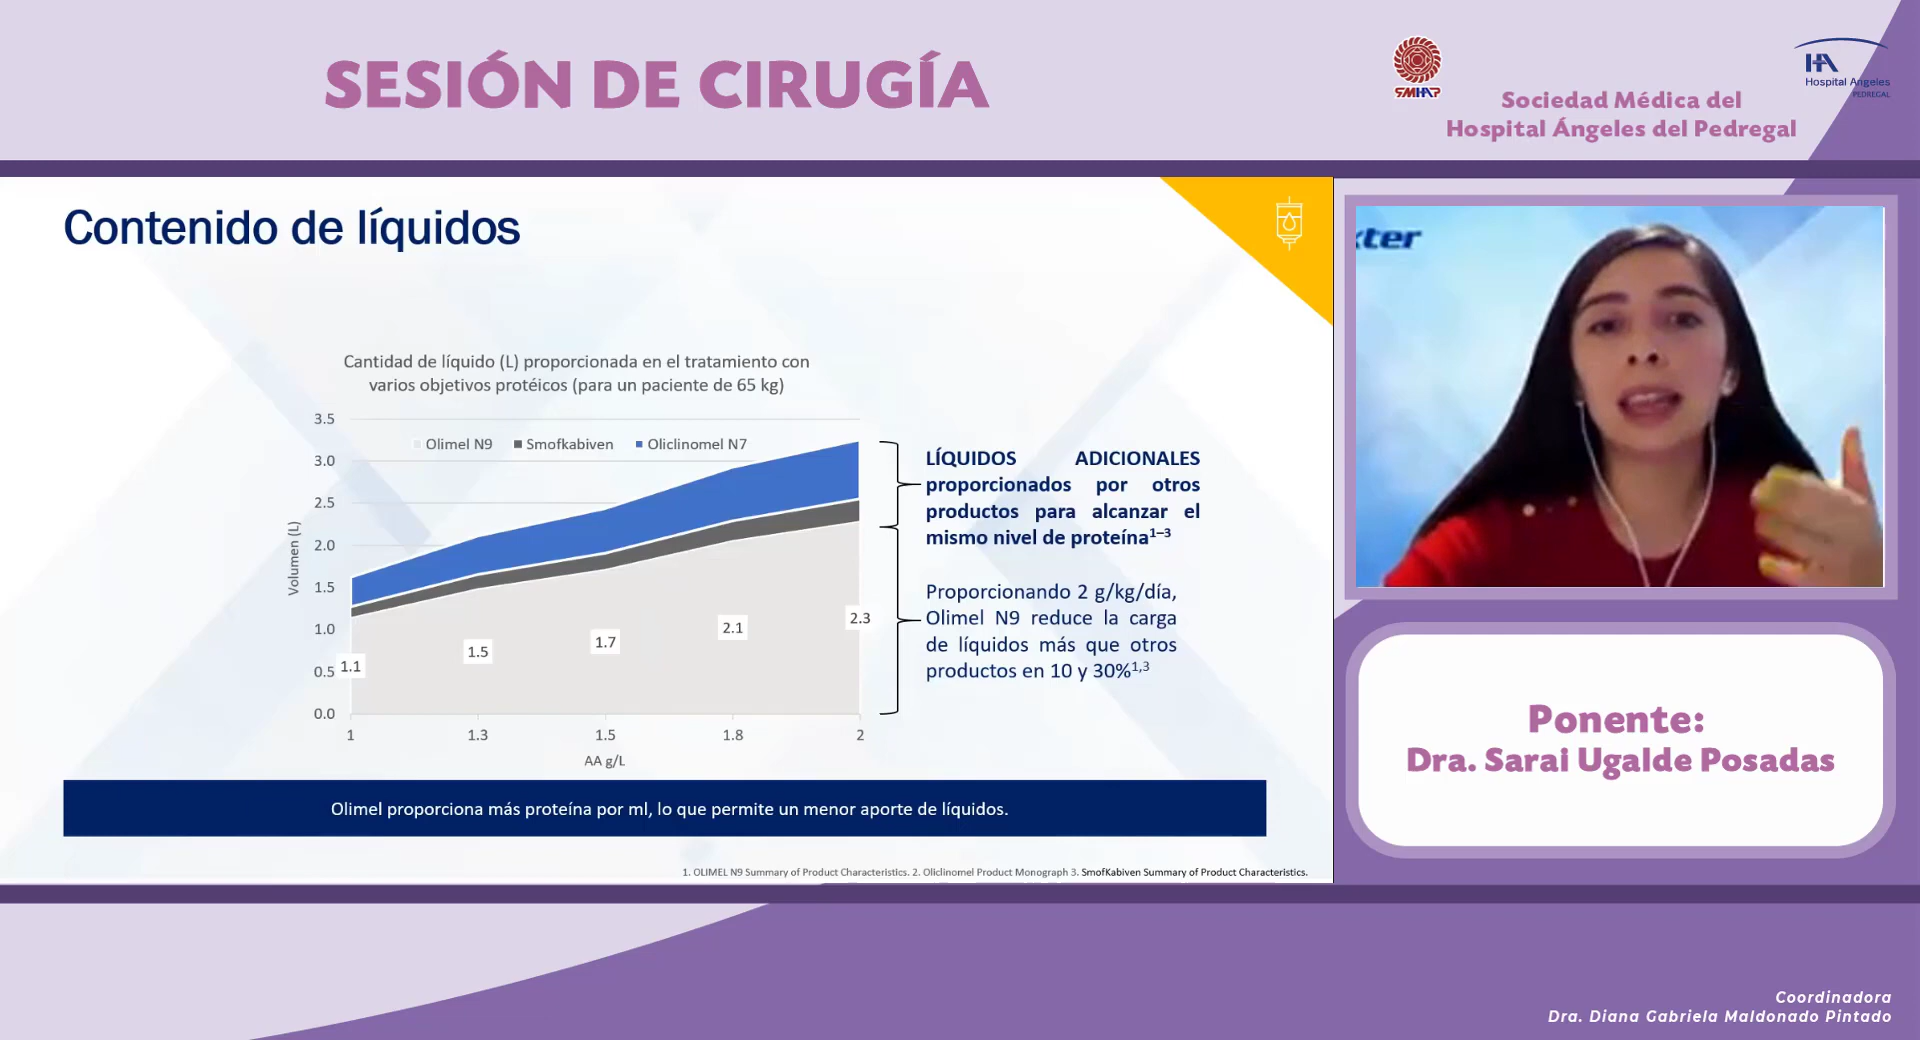 SESIÓN DE CIRUGÍA
SMHAP
Sociedad Médica del
Hospital Ángeles del Pedregal
HA
Hospital Angeles
PEDREGAL
Contenido de líquidos
Cantidad de líquido (L) proporcionada en el tratamiento con
varios objetivos protéicos (para un paciente de 65 kg)
Olimel N9 Smofkabiven Oliclinomel N7
3.5
3.0
2.5
2.0
1.5
1.0
0.5
0.0
Volumen (L)
1.1 1.5 1.7 2.1 2.3
1 1.3 1.5 1.8 2
AA g/L
LÍQUIDOS ADICIONALES
proporcionados por otros
productos para alcanzar el
mismo nivel de proteína¹⁻³
Proporcionando 2 g/kg/día,
Olimel N9 reduce la carga
de líquidos más que otros
productos en 10 y 30%¹,³
Olimel proporciona más proteína por ml, lo que permite un menor aporte de líquidos.
1. OLIMEL N9 Summary of Product Characteristics. 2. Oliclinomel Product Monograph 3. SmofKabiven Summary of Product Characteristics.
xter
Ponente:
Dra. Sarai Ugalde Posadas
Coordinadora
Dra. Diana Gabriela Maldonado Pintado